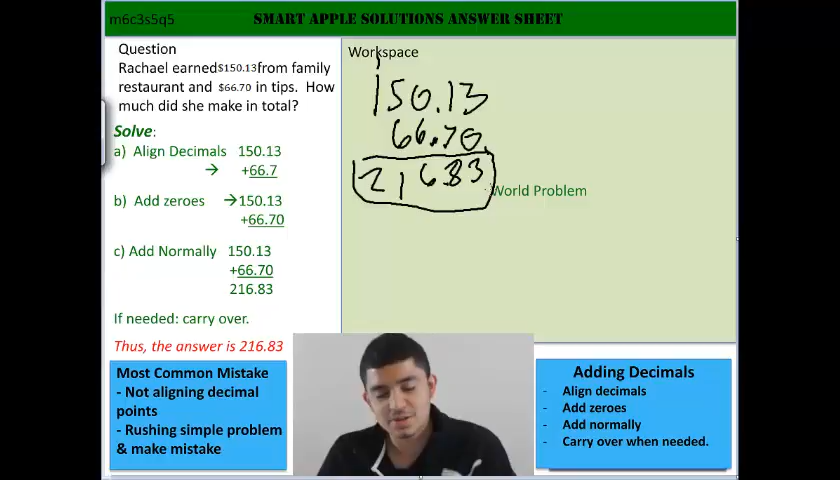 m6c3s5q5
SMART APPLE SOLUTIONS ANSWER SHEET
Question
Rachael earned $150.13 from family
restaurant and $66.70 in tips. How
much did she make in total?
Solve:
a) Align Decimals 150.13
→ +66.7
b) Add zeroes → 150.13
+66.70
c) Add Normally 150.13
+66.70
216.83
If needed: carry over.
Thus, the answer is 216.83
Most Common Mistake
- Not aligning decimal
points
- Rushing simple problem
& make mistake
Workspace
1
150.13
66.70
216.83
World Problem
Adding Decimals
- Align decimals
- Add zeroes
- Add normally
- Carry over when needed.